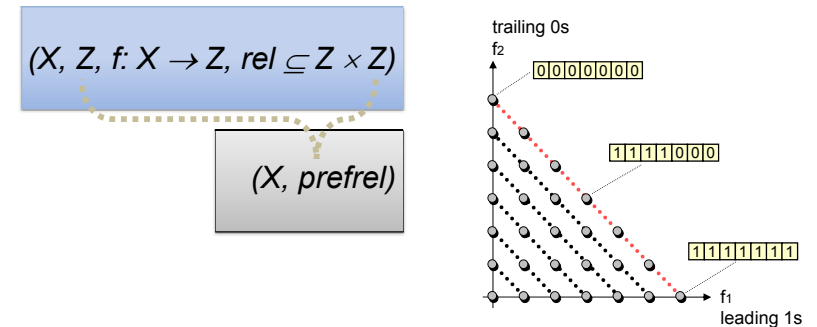 (X, Z, f: X → Z, rel ⊆ Z × Z)
(X, prefrel)
trailing 0s
f₂
0 0 0 0 0 0 0
1 1 1 1 0 0 0
1 1 1 1 1 1 1
f₁
leading 1s